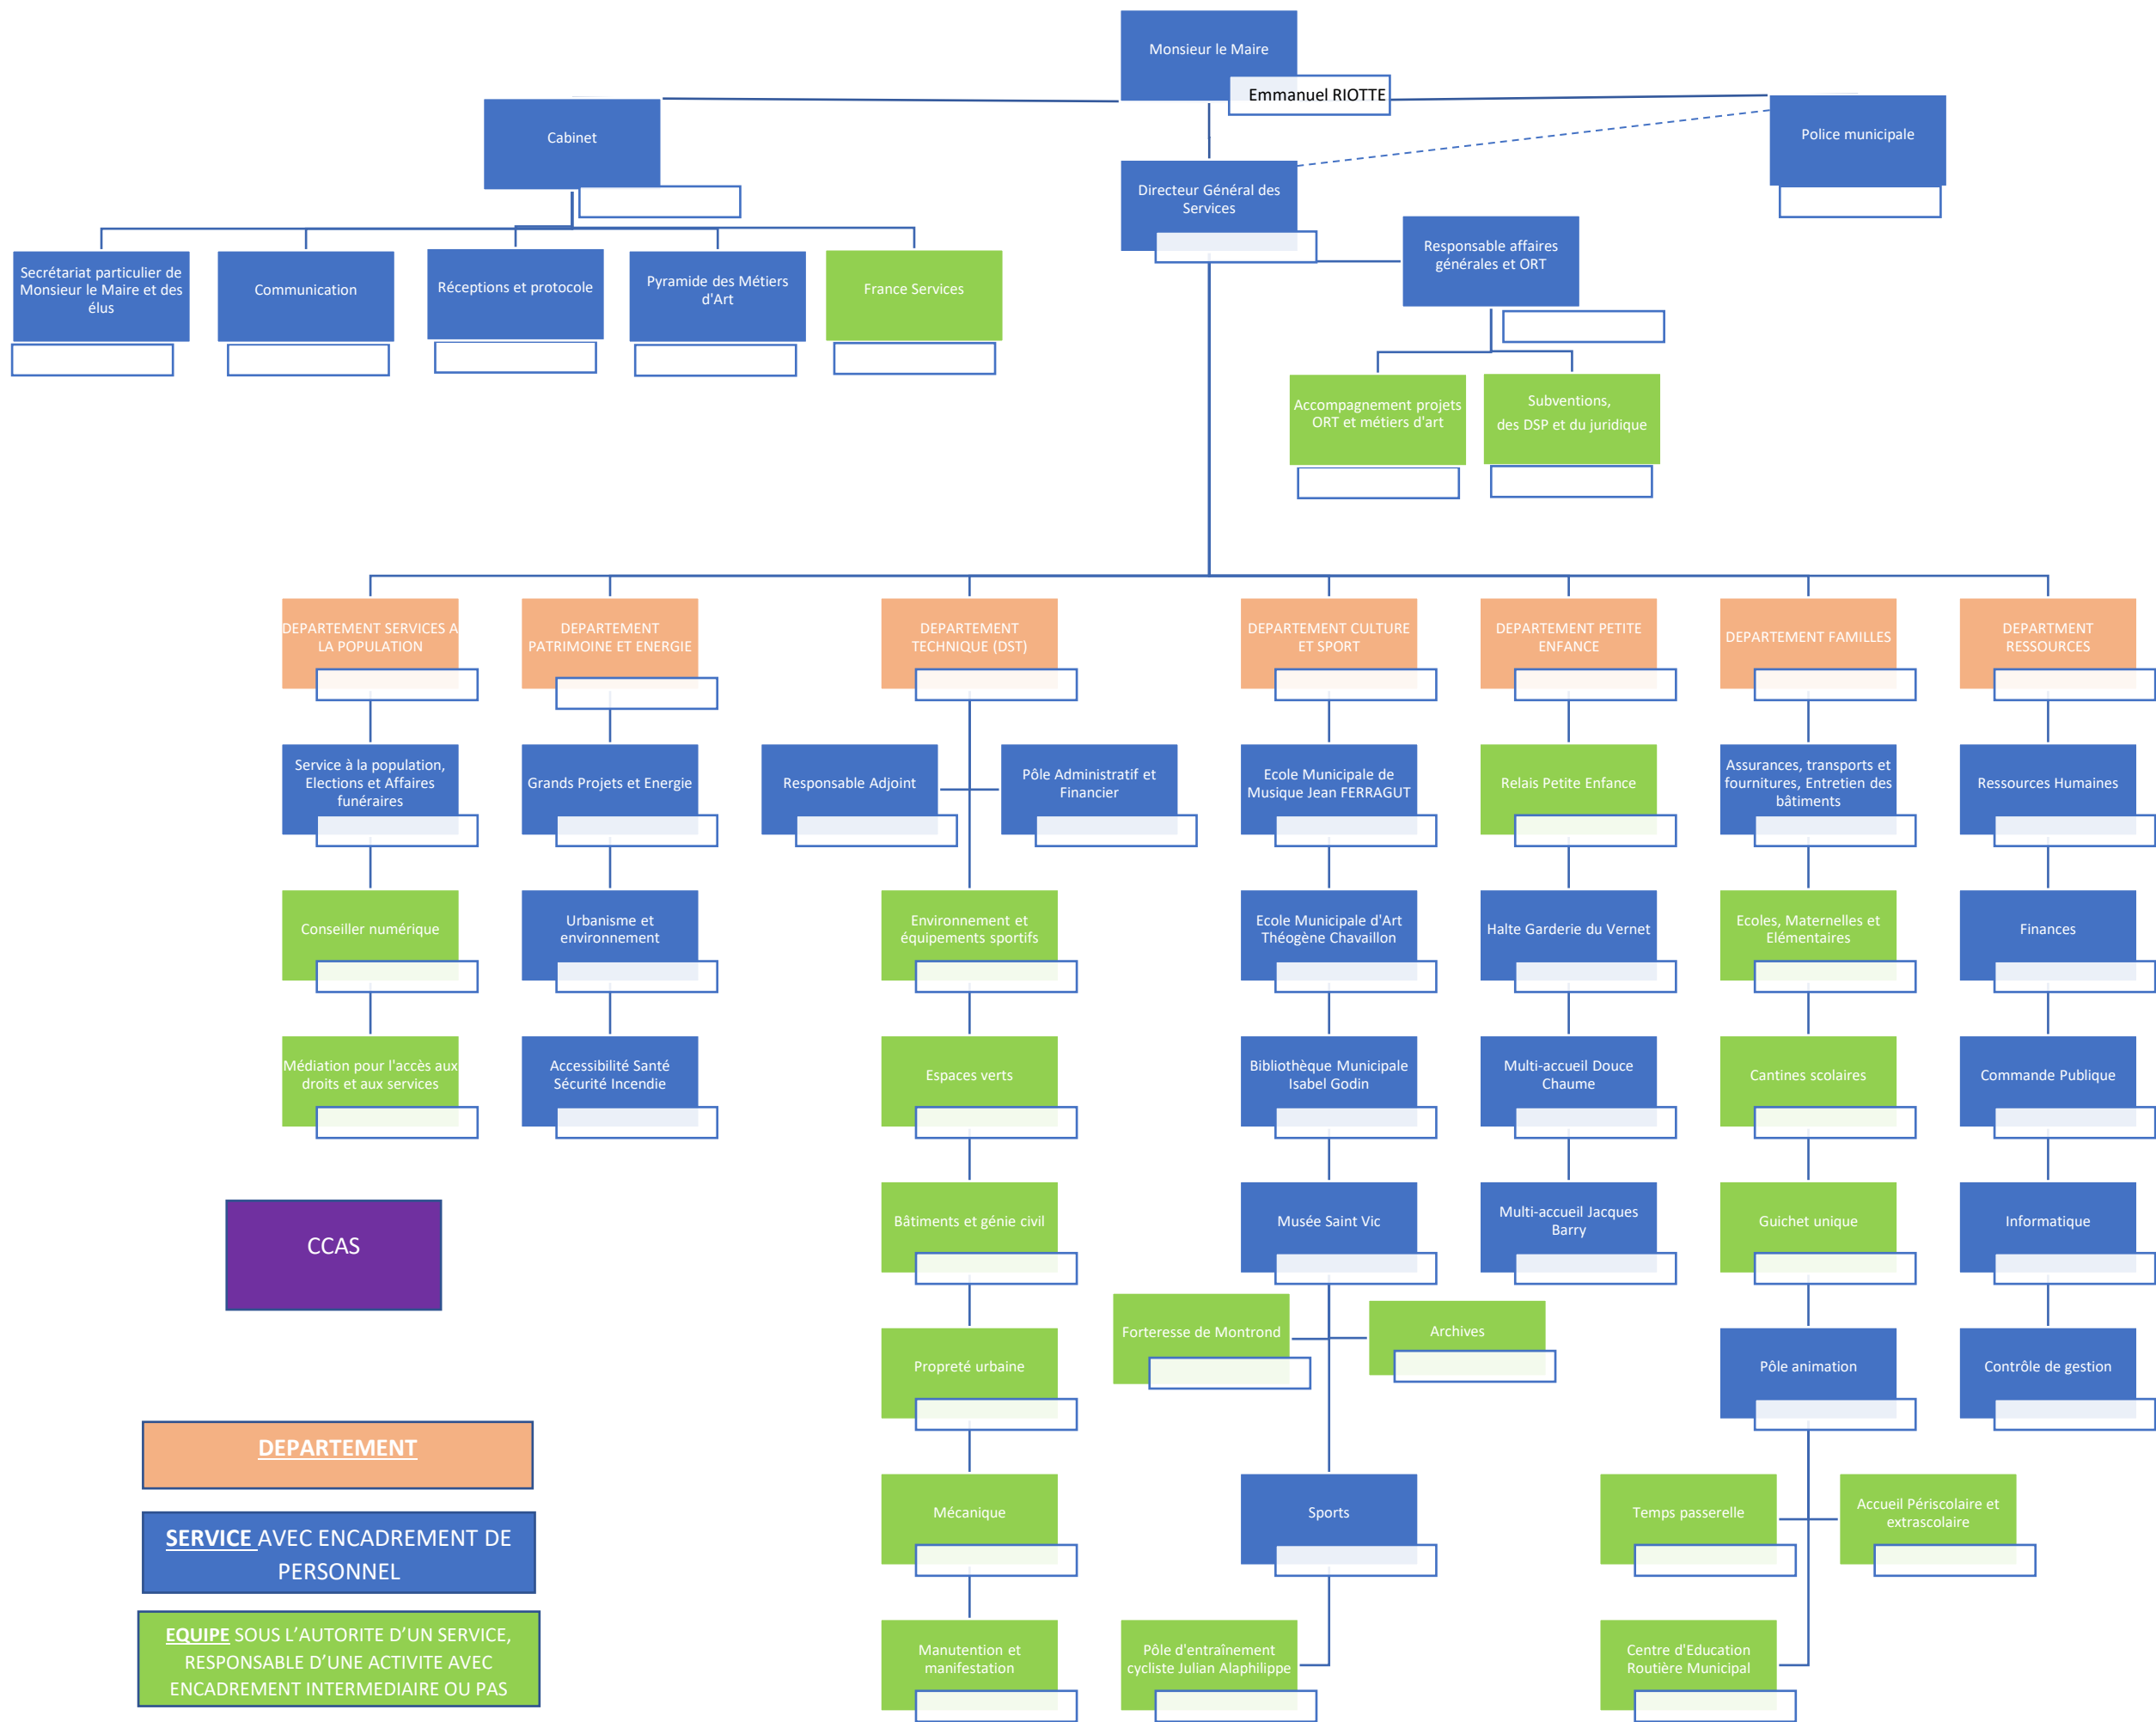 Monsieur le Maire
Emmanuel RIOTTE
Cabinet
Police municipale
Directeur Général des
Services
Responsable affaires
générales et ORT
Secrétariat particulier de
Monsieur le Maire et des
élus
Communication
Réceptions et protocole
Pyramide des Métiers
d'Art
France Services
Accompagnement projets
ORT et métiers d'art
Subventions,
des DSP et du juridique
DEPARTEMENT SERVICES A
LA POPULATION
DEPARTEMENT
PATRIMOINE ET ENERGIE
DEPARTEMENT
TECHNIQUE (DST)
DEPARTEMENT CULTURE
ET SPORT
DEPARTEMENT PETITE
ENFANCE
DEPARTEMENT FAMILLES
DEPARTMENT
RESSOURCES
Service à la population,
Elections et Affaires
funéraires
Grands Projets et Energie
Responsable Adjoint
Pôle Administratif et
Financier
Ecole Municipale de
Musique Jean FERRAGUT
Relais Petite Enfance
Assurances, transports et
fournitures, Entretien des
bâtiments
Ressources Humaines
Conseiller numérique
Urbanisme et
environnement
Environnement et
équipements sportifs
Ecole Municipale d'Art
Théogène Chavaillon
Halte Garderie du Vernet
Ecoles, Maternelles et
Elémentaires
Finances
Médiation pour l'accès aux
droits et aux services
Accessibilité Santé
Sécurité Incendie
Espaces verts
Bibliothèque Municipale
Isabel Godin
Multi-accueil Douce
Chaume
Cantines scolaires
Commande Publique
CCAS
Bâtiments et génie civil
Musée Saint Vic
Multi-accueil Jacques
Barry
Guichet unique
Informatique
Forteresse de Montrond
Archives
Propreté urbaine
Pôle animation
Contrôle de gestion
DEPARTEMENT
Mécanique
Sports
Temps passerelle
Accueil Périscolaire et
extrascolaire
SERVICE AVEC ENCADREMENT DE
PERSONNEL
Manutention et
manifestation
Pôle d'entraînement
cycliste Julian Alaphilippe
Centre d'Education
Routière Municipal
EQUIPE SOUS L'AUTORITE D'UN SERVICE,
RESPONSABLE D'UNE ACTIVITE AVEC
ENCADREMENT INTERMEDIAIRE OU PAS